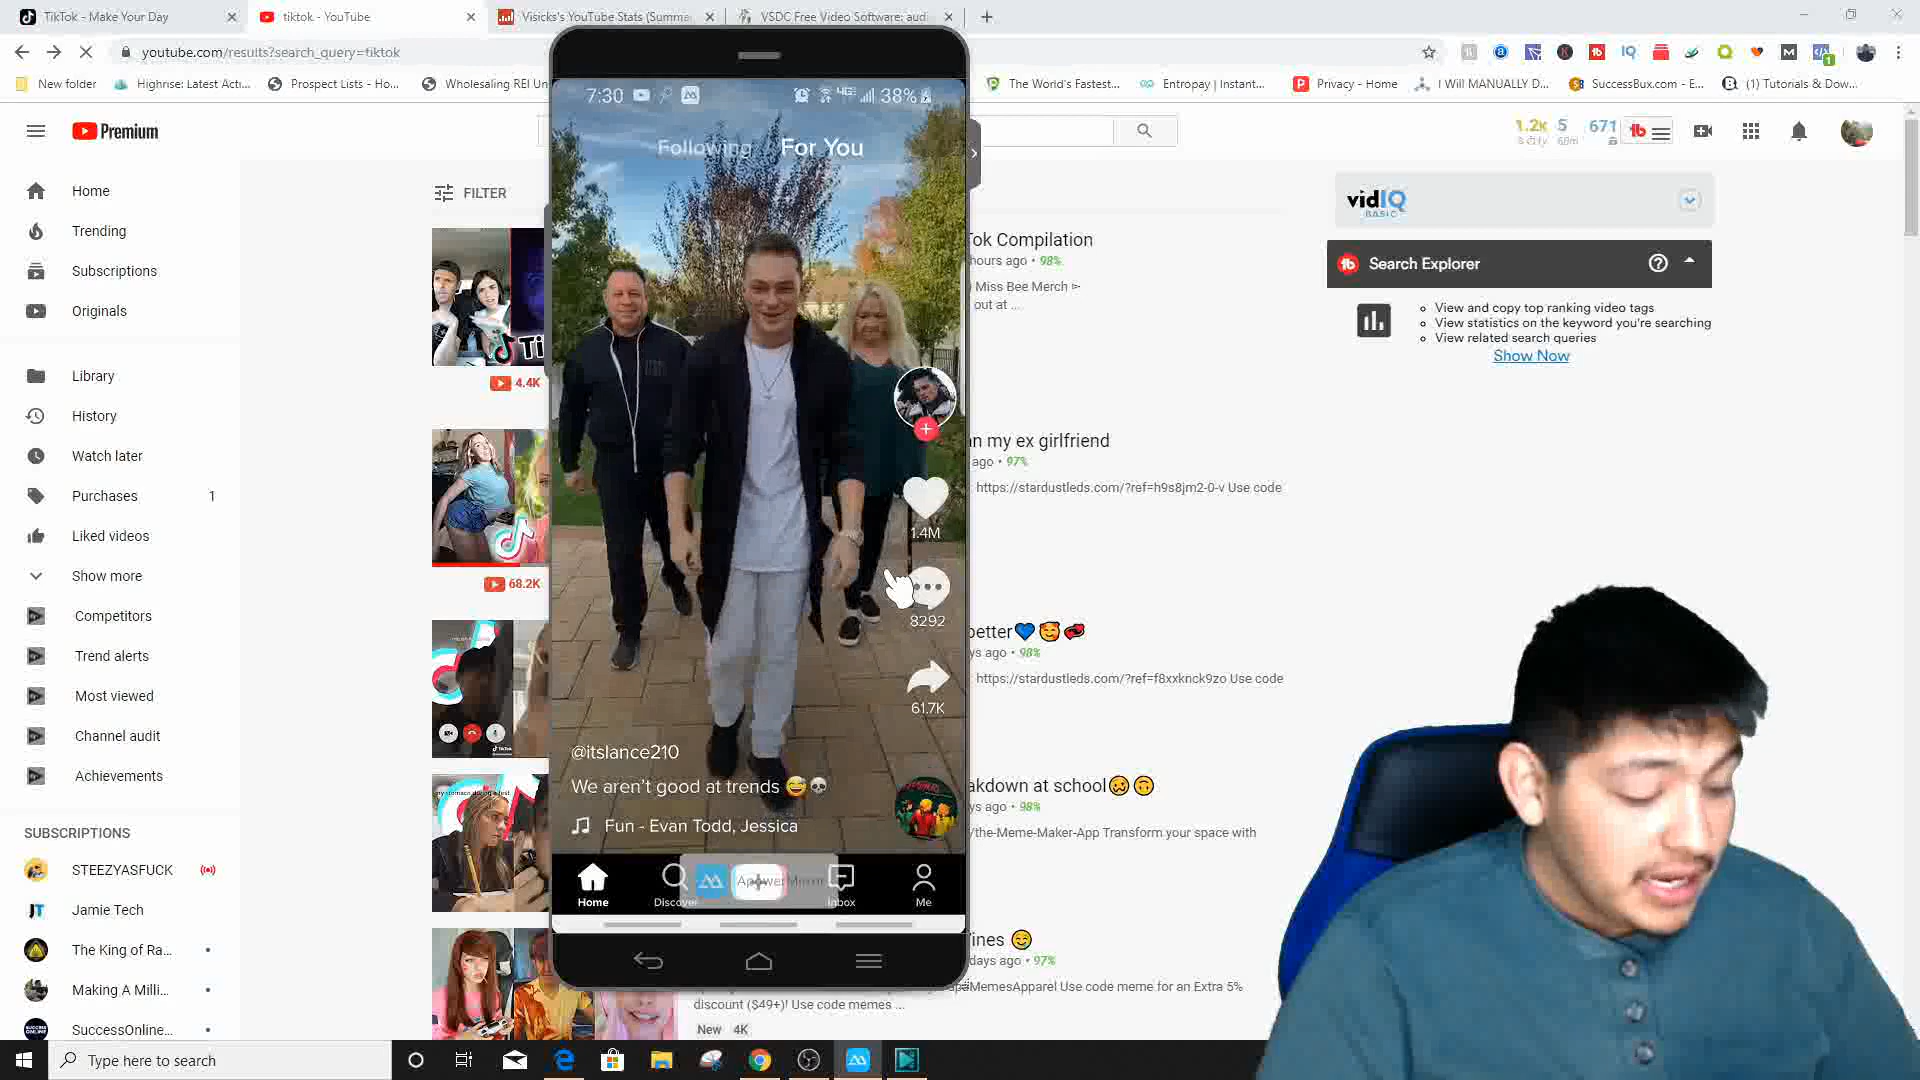 TikTok - Make Your Day
tiktok - YouTube
Visicks's YouTube Stats (Summa
VSDC Free Video Software: aud
youtube.com/results?search_query=tiktok
New folder
Highrise: Latest Acti...
Prospect Lists - Ho...
Wholesaling REI Un
The World's Fastest...
Entropay | Instant...
Privacy - Home
I Will MANUALLY D...
SuccessBux.com - E...
(1) Tutorials & Dow...
Premium
1.2K 5 671
60m
FILTER
Home
Trending
Subscriptions
Originals
Library
History
Watch later
Purchases 1
Liked videos
Show more
Competitors
Trend alerts
Most viewed
Channel audit
Achievements
SUBSCRIPTIONS
STEEZYASFUCK
Jamie Tech
The King of Ra...
Making A Milli...
SuccessOnline...
4.4K
68.2K
7:30
38%
Following
For You
1.4M
8292
61.7K
@itslance210
We aren't good at trends 😅💀
Fun - Evan Todd, Jessica
Home
Discover
ApowerMirror
Inbox
Me
Tok Compilation
hours ago • 98%
Miss Bee Merch
out at ...
an my ex girlfriend
ago • 97%
https://stardustleds.com/?ref=h9s8jm2-0-v Use code
better💙🥰💞
ys ago • 98%
https://stardustleds.com/?ref=f8xxknck9zo Use code
akdown at school🥴🙃
ys ago • 98%
/the-Meme-Maker-App Transform your space with
ines 🤤
days ago • 97%
MemesApparel Use code meme for an Extra 5%
discount ($49+)! Use code memes ...
New 4K
vidIQ
BASIC
Search Explorer
View and copy top ranking video tags
View statistics on the keyword you're searching
View related search queries
Show Now
Type here to search